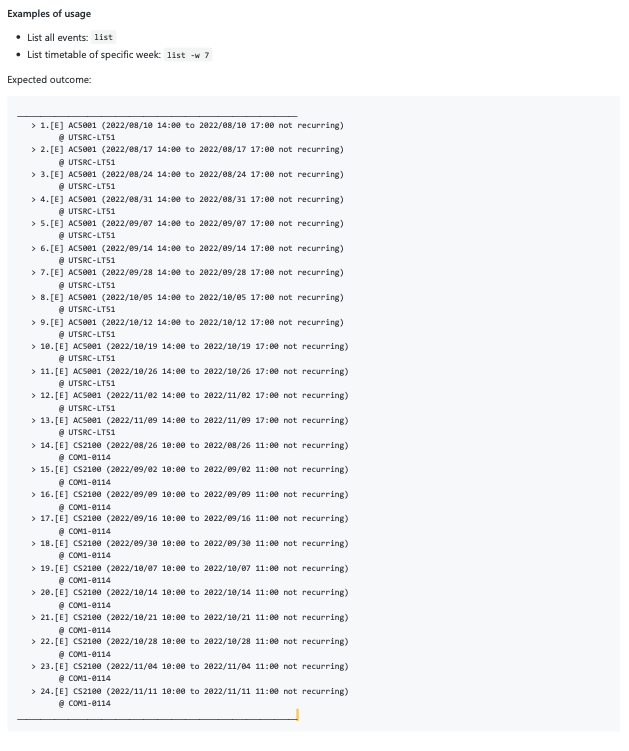 Examples of usage
• List all events: list
• List timetable of specific week: list -w 7
Expected outcome:
____________________________________________________________
> 1.[E] AC5001 (2022/08/10 14:00 to 2022/08/10 17:00 not recurring)
@ UTSRC-LT51
> 2.[E] AC5001 (2022/08/17 14:00 to 2022/08/17 17:00 not recurring)
@ UTSRC-LT51
> 3.[E] AC5001 (2022/08/24 14:00 to 2022/08/24 17:00 not recurring)
@ UTSRC-LT51
> 4.[E] AC5001 (2022/08/31 14:00 to 2022/08/31 17:00 not recurring)
@ UTSRC-LT51
> 5.[E] AC5001 (2022/09/07 14:00 to 2022/09/07 17:00 not recurring)
@ UTSRC-LT51
> 6.[E] AC5001 (2022/09/14 14:00 to 2022/09/14 17:00 not recurring)
@ UTSRC-LT51
> 7.[E] AC5001 (2022/09/28 14:00 to 2022/09/28 17:00 not recurring)
@ UTSRC-LT51
> 8.[E] AC5001 (2022/10/05 14:00 to 2022/10/05 17:00 not recurring)
@ UTSRC-LT51
> 9.[E] AC5001 (2022/10/12 14:00 to 2022/10/12 17:00 not recurring)
@ UTSRC-LT51
> 10.[E] AC5001 (2022/10/19 14:00 to 2022/10/19 17:00 not recurring)
@ UTSRC-LT51
> 11.[E] AC5001 (2022/10/26 14:00 to 2022/10/26 17:00 not recurring)
@ UTSRC-LT51
> 12.[E] AC5001 (2022/11/02 14:00 to 2022/11/02 17:00 not recurring)
@ UTSRC-LT51
> 13.[E] AC5001 (2022/11/09 14:00 to 2022/11/09 17:00 not recurring)
@ UTSRC-LT51
> 14.[E] CS2100 (2022/08/26 10:00 to 2022/08/26 11:00 not recurring)
@ COM1-0114
> 15.[E] CS2100 (2022/09/02 10:00 to 2022/09/02 11:00 not recurring)
@ COM1-0114
> 16.[E] CS2100 (2022/09/09 10:00 to 2022/09/09 11:00 not recurring)
@ COM1-0114
> 17.[E] CS2100 (2022/09/16 10:00 to 2022/09/16 11:00 not recurring)
@ COM1-0114
> 18.[E] CS2100 (2022/09/30 10:00 to 2022/09/30 11:00 not recurring)
@ COM1-0114
> 19.[E] CS2100 (2022/10/07 10:00 to 2022/10/07 11:00 not recurring)
@ COM1-0114
> 20.[E] CS2100 (2022/10/14 10:00 to 2022/10/14 11:00 not recurring)
@ COM1-0114
> 21.[E] CS2100 (2022/10/21 10:00 to 2022/10/21 11:00 not recurring)
@ COM1-0114
> 22.[E] CS2100 (2022/10/28 10:00 to 2022/10/28 11:00 not recurring)
@ COM1-0114
> 23.[E] CS2100 (2022/11/04 10:00 to 2022/11/04 11:00 not recurring)
@ COM1-0114
> 24.[E] CS2100 (2022/11/11 10:00 to 2022/11/11 11:00 not recurring)
@ COM1-0114
____________________________________________________________